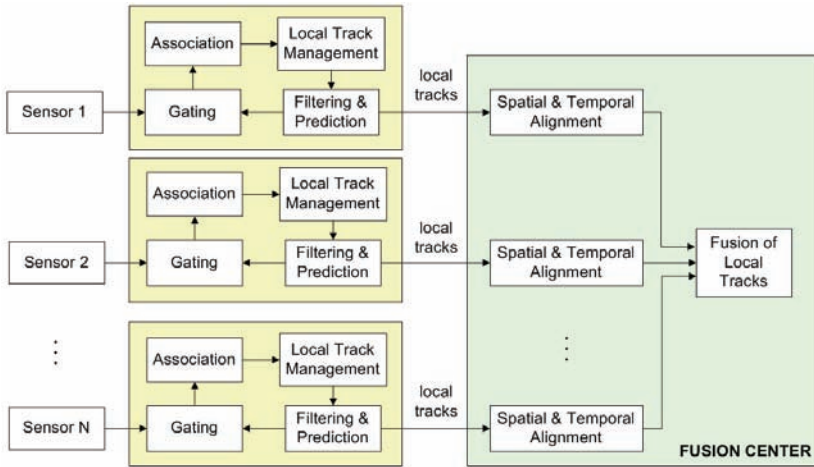 Association
Local Track
Management
local
tracks
Sensor 1
Gating
Filtering &
Prediction
Spatial & Temporal
Alignment
Association
Local Track
Management
local
tracks
Sensor 2
Gating
Filtering &
Prediction
Spatial & Temporal
Alignment
Fusion of
Local
Tracks
Association
Local Track
Management
local
tracks
Sensor N
Gating
Filtering &
Prediction
Spatial & Temporal
Alignment
FUSION CENTER